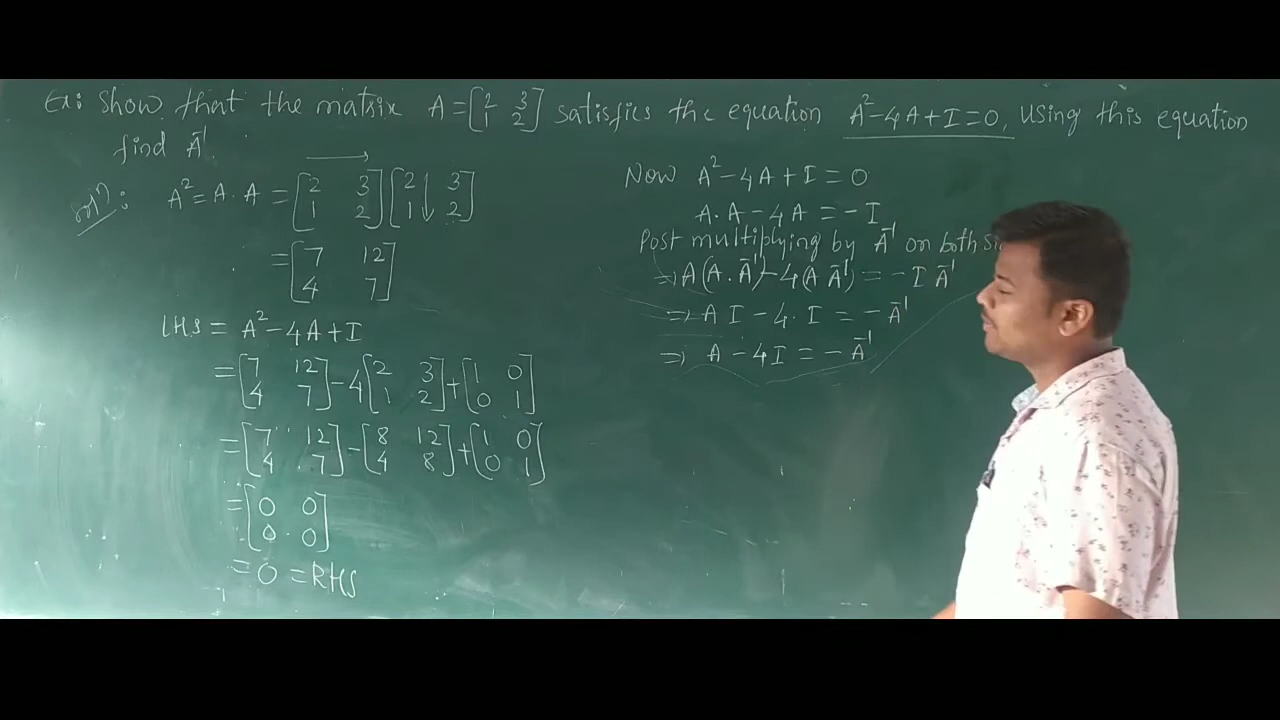 Ex: Show that the matrix A = [2 3 1 2] satisfies the equation A²-4A+I=0, using this equation
find A⁻¹.
Solⁿ: A² = A.A = [2 3 1 2] [2 3 1 2]
= [7 12 4 7]
LHS = A²-4A+I
= [7 12 4 7] - 4 [2 3 1 2] + [1 0 0 1]
= [7 12 4 7] - [8 12 4 8] + [1 0 0 1]
= [0 0 0 0]
= 0 = RHS
Now A²-4A+I=0
A.A-4A=-I
Post multiplying by A⁻¹ on both
⇒ A(A.A⁻¹)-4(A A⁻¹) = -I A⁻¹
⇒ A I - 4. I = -A⁻¹
⇒ A-4I = -A⁻¹